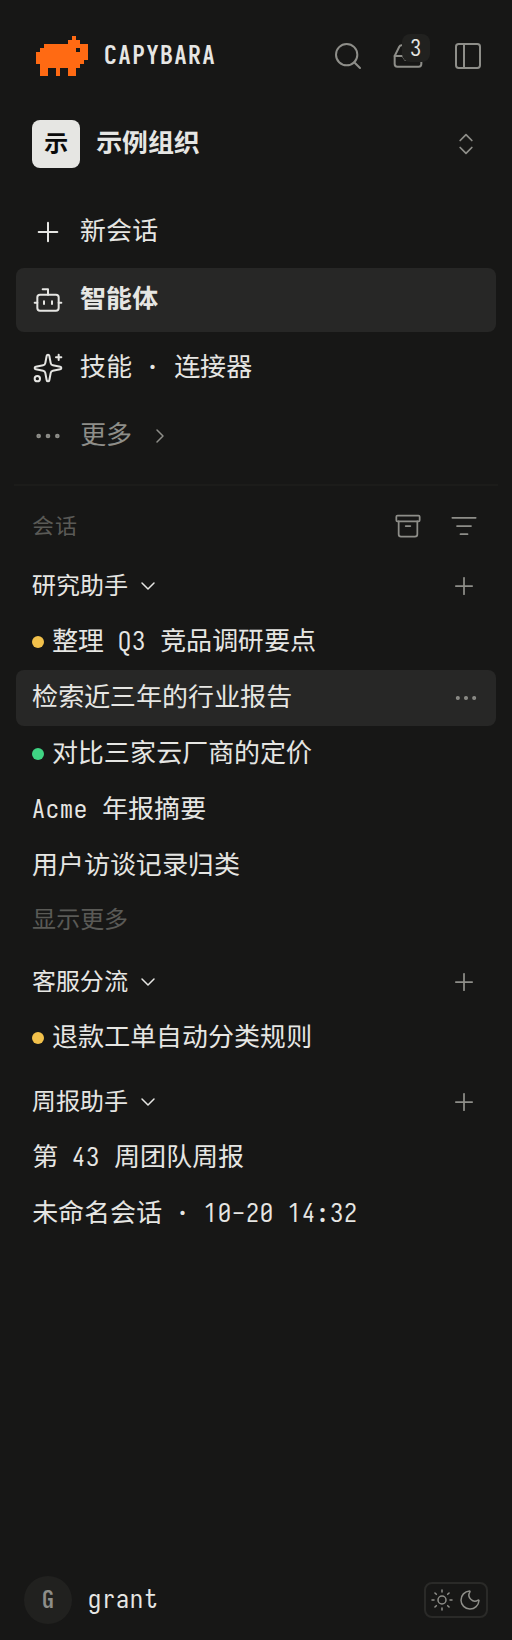 CAPYBARA
3
示 示例组织
新会话
智能体
技能 · 连接器
更多
会话
研究助手
整理 Q3 竞品调研要点
检索近三年的行业报告
对比三家云厂商的定价
Acme 年报摘要
用户访谈记录归类
显示更多
客服分流
退款工单自动分类规则
周报助手
第 43 周团队周报
未命名会话 · 10-20 14:32
G grant